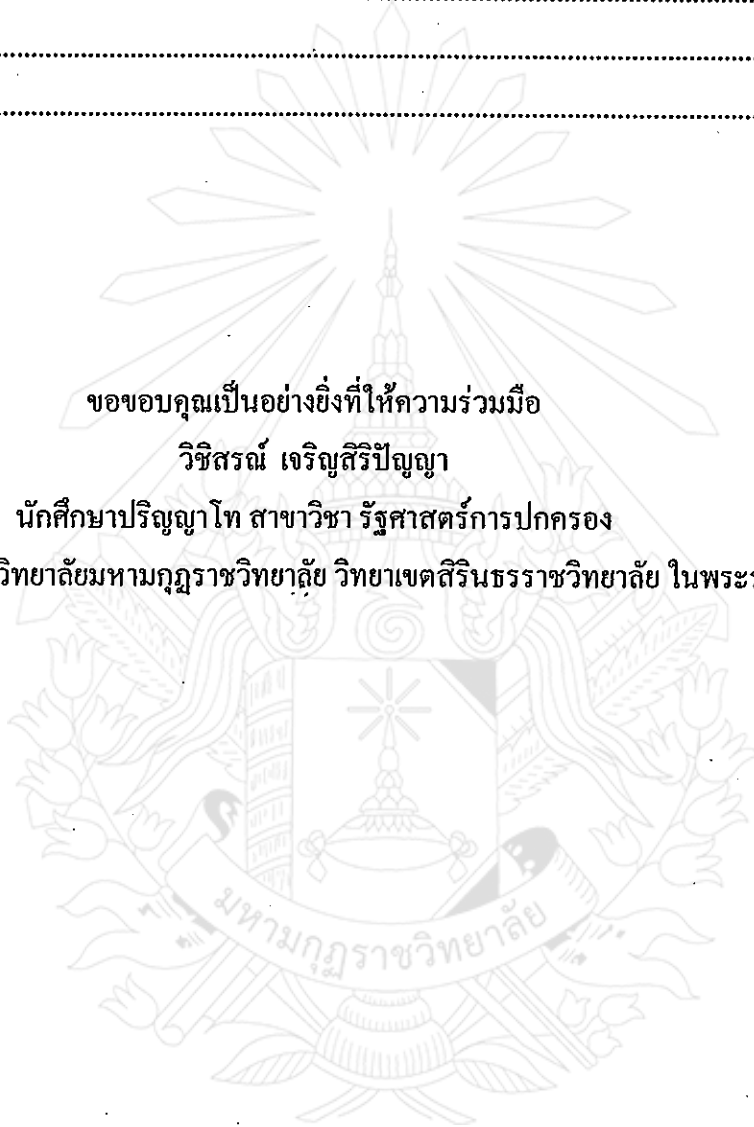 ขอขอบคุณเป็นอย่างยิ่งที่ให้ความร่วมมือ
วิชิสรณ์ เจริญสิริปัญญา
นักศึกษาปริญญาโท สาขาวิชา รัฐศาสตร์การปกครอง
วิทยาลัยมหามกุฏราชวิทยาลัย วิทยาเขตสิรินธรราชวิทยาลัย ในพระร
มหามกุฏราชวิทยาลัย